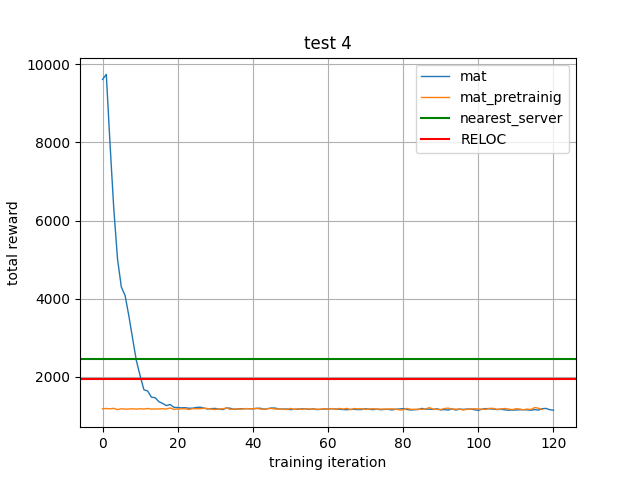 test 4
mat
mat_pretrainig
nearest_server
RELOC
10000
8000
6000
4000
2000
total reward
0
20
40
60
80
100
120
training iteration